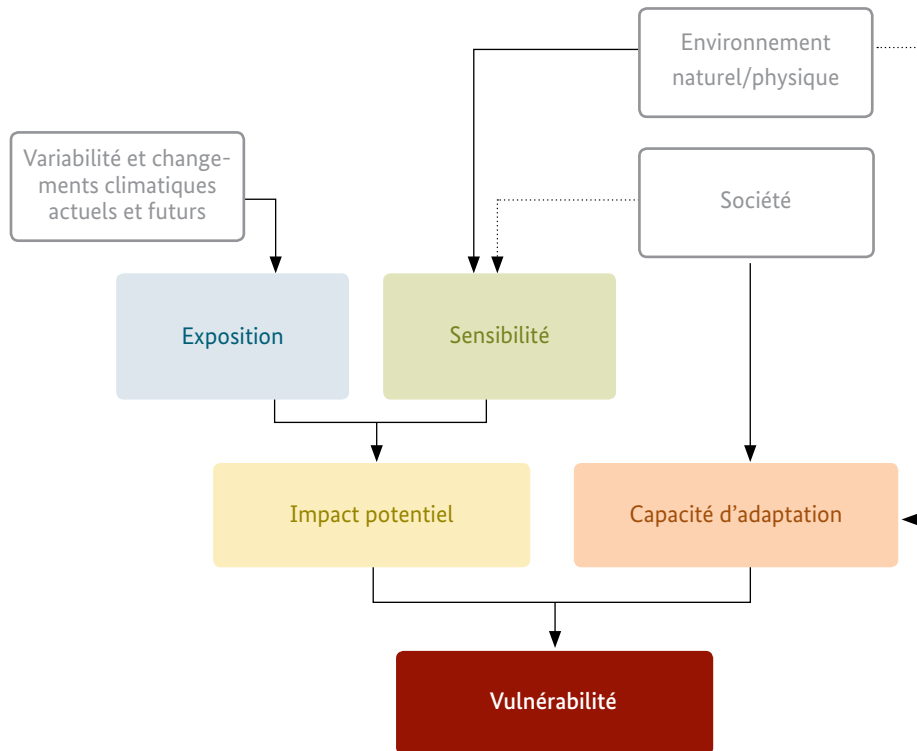 Environnement
naturel/physique
Variabilité et change-
ments climatiques
actuels et futurs
Société
Exposition
Sensibilité
Impact potentiel
Capacité d’adaptation
Vulnérabilité